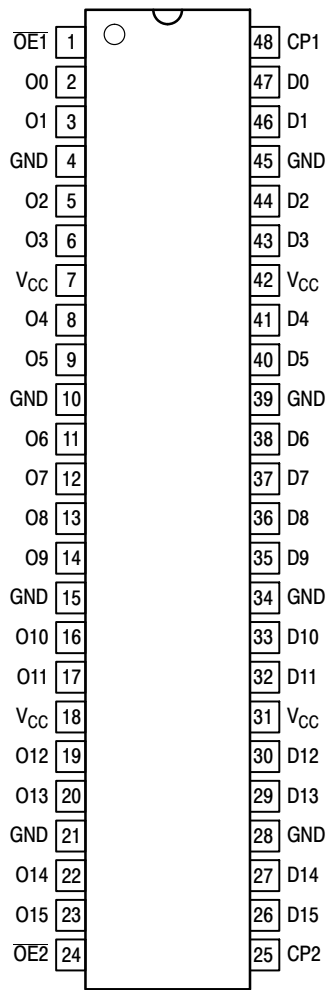 O̅E̅1̅ 1 48 CP1
O0 2 47 D0
O1 3 46 D1
GND 4 45 GND
O2 5 44 D2
O3 6 43 D3
VCC 7 42 VCC
O4 8 41 D4
O5 9 40 D5
GND 10 39 GND
O6 11 38 D6
O7 12 37 D7
O8 13 36 D8
O9 14 35 D9
GND 15 34 GND
O10 16 33 D10
O11 17 32 D11
VCC 18 31 VCC
O12 19 30 D12
O13 20 29 D13
GND 21 28 GND
O14 22 27 D14
O15 23 26 D15
O̅E̅2̅ 24 25 CP2